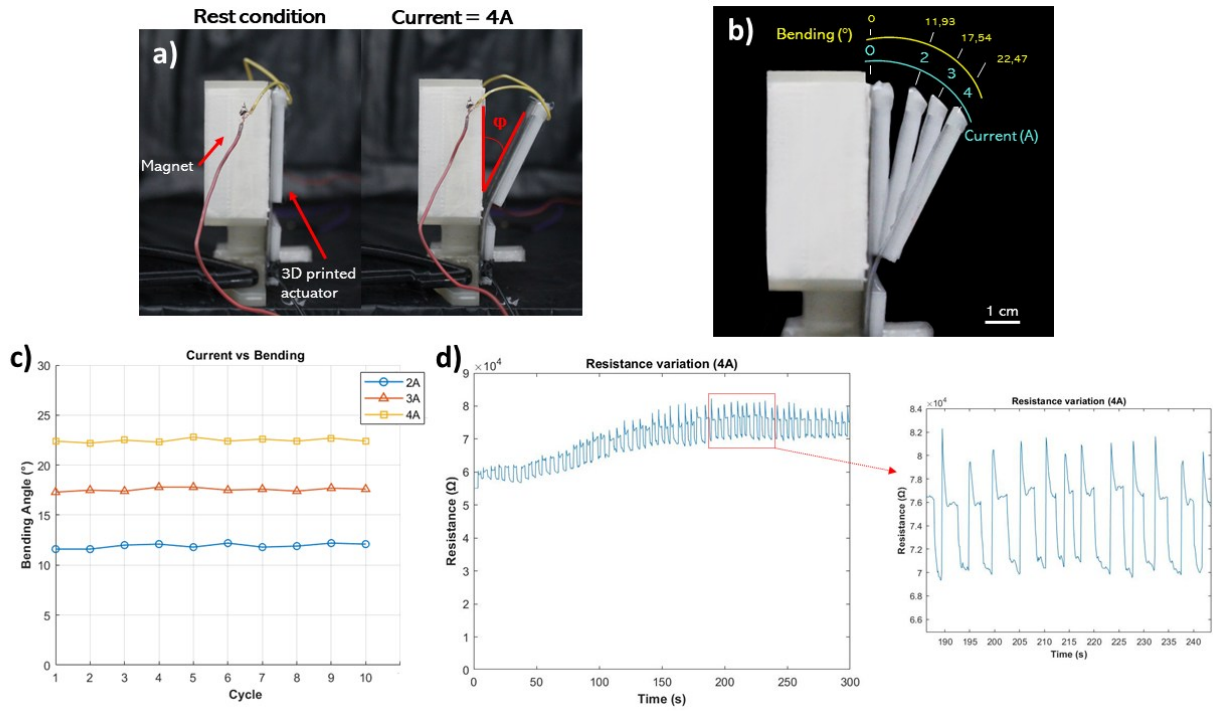 Rest condition
Current = 4A
a)
Magnet
φ
3D printed
actuator
b)
Bending (°)
0
11,93
17,54
22,47
0
2
3
4
Current (A)
1 cm
c)
Current vs Bending
Bending Angle (°)
30
25
20
15
10
5
0
2A
3A
4A
1 2 3 4 5 6 7 8 9 10
Cycle
d)
Resistance variation (4A)
×10⁴
Resistance (Ω)
9
8
7
6
5
4
3
2
1
0
0 50 100 150 200 250 300
Time (s)
Resistance variation (4A)
×10⁴
Resistance (Ω)
8.4
8.2
8
7.8
7.6
7.4
7.2
7
6.8
6.6
190 195 200 205 210 215 220 225 230 235 240
Time (s)